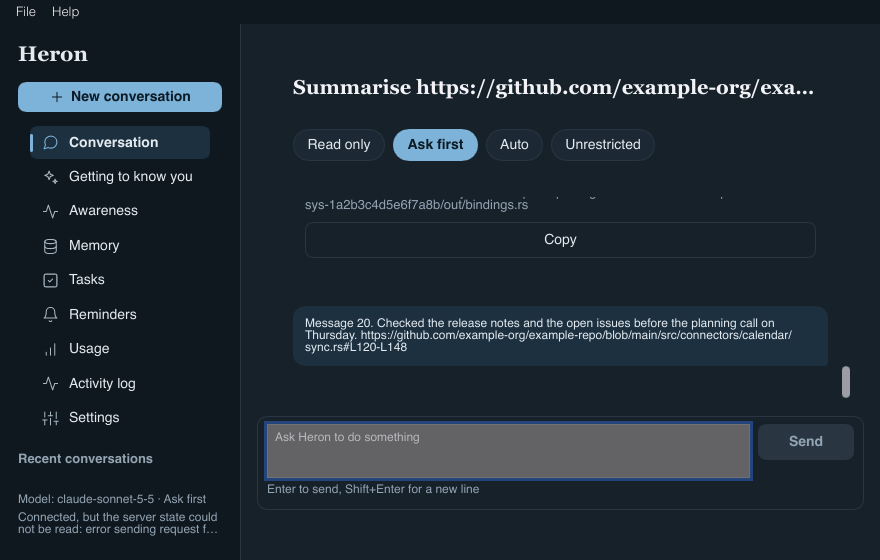 File Help
Heron
New conversation
Conversation
Getting to know you
Awareness
Memory
Tasks
Reminders
Usage
Activity log
Settings
Recent conversations
Model: claude-sonnet-5-5 · Ask first
Connected, but the server state could
not be read: error sending request f…
Summarise https://github.com/example-org/exa…
Read only
Ask first
Auto
Unrestricted
sys-1a2b3c4d5e6f7a8b/out/bindings.rs
Copy
Message 20. Checked the release notes and the open issues before the planning call on
Thursday. https://github.com/example-org/example-repo/blob/main/src/connectors/calendar/
sync.rs#L120-L148
Ask Heron to do something
Send
Enter to send, Shift+Enter for a new line